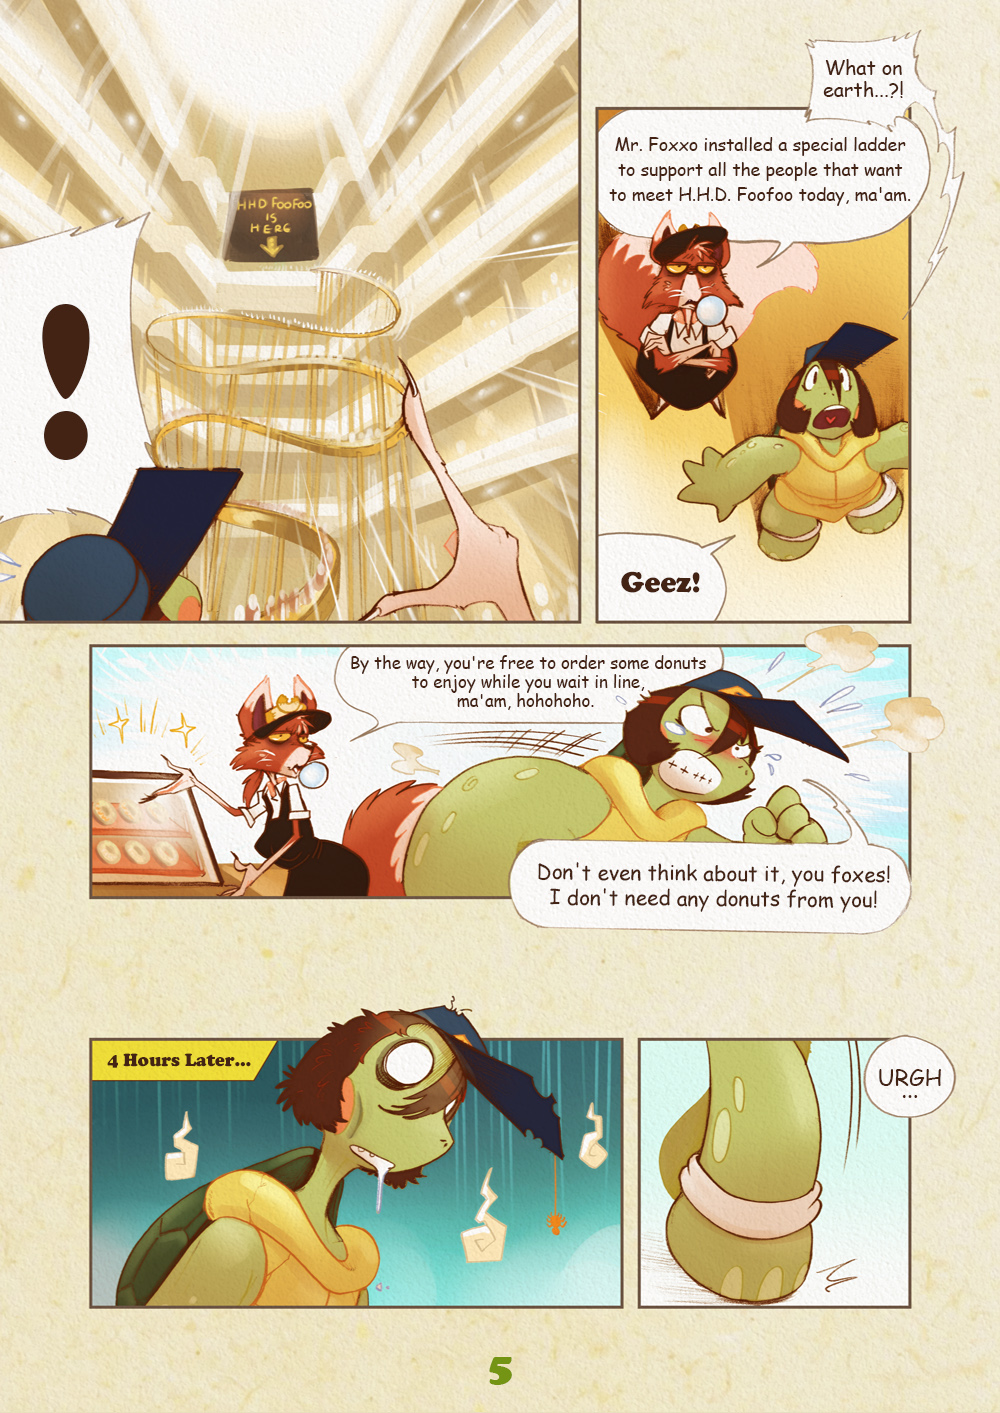 HHD FOOFOO
IS
HERE
!
What on
earth...?!
Mr. Foxxo installed a special ladder
to support all the people that want
to meet H.H.D. Foofoo today, ma'am.
Geez!
By the way, you're free to order some donuts
to enjoy while you wait in line,
ma'am, hohohoho.
Don't even think about it, you foxes!
I don't need any donuts from you!
4 Hours Later...
URGH
...
5